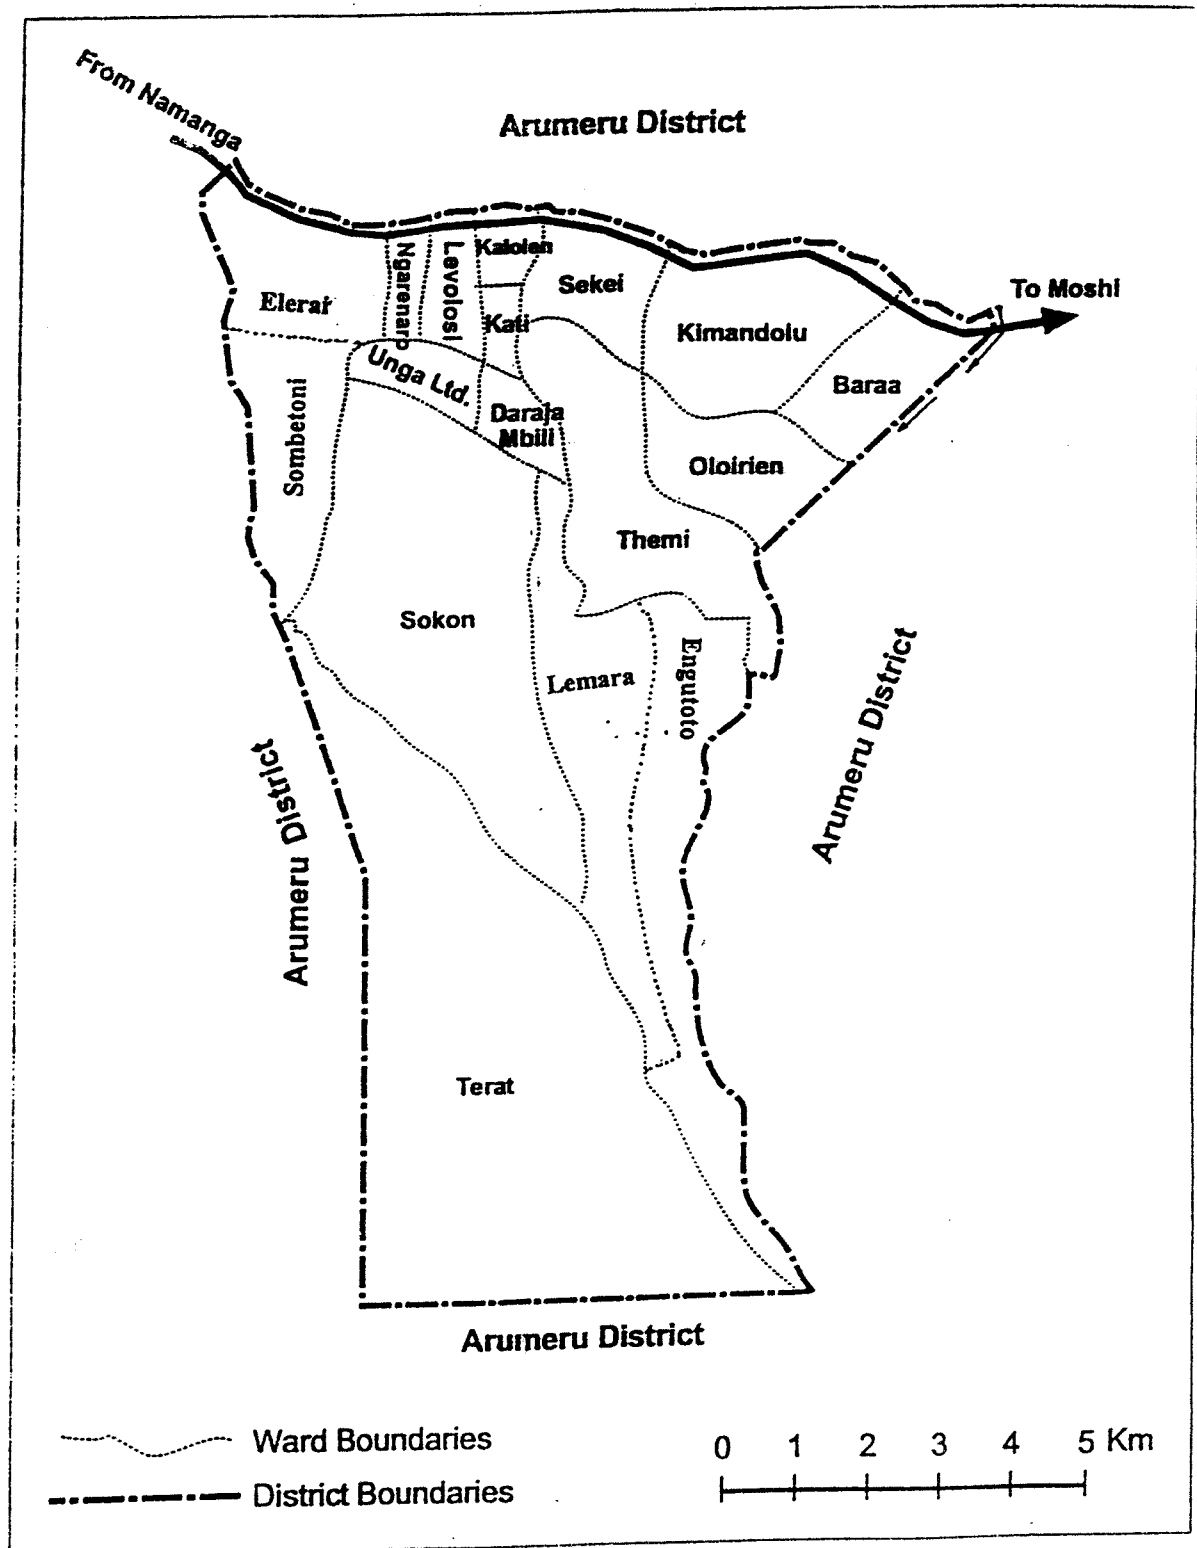 From Namanga
Arumeru District
To Moshi
Kaiolen
Ngarenaro
Levolosi
Sekei
Elerai
Kati
Kimandolu
Unga Ltd.
Baraa
Daraja
Mbili
Sombetoni
Oloirien
Themi
Sokon
Lemara
Engutoto
Arumeru District
Arumeru District
Terat
Arumeru District
Ward Boundaries
District Boundaries
0 1 2 3 4 5 Km